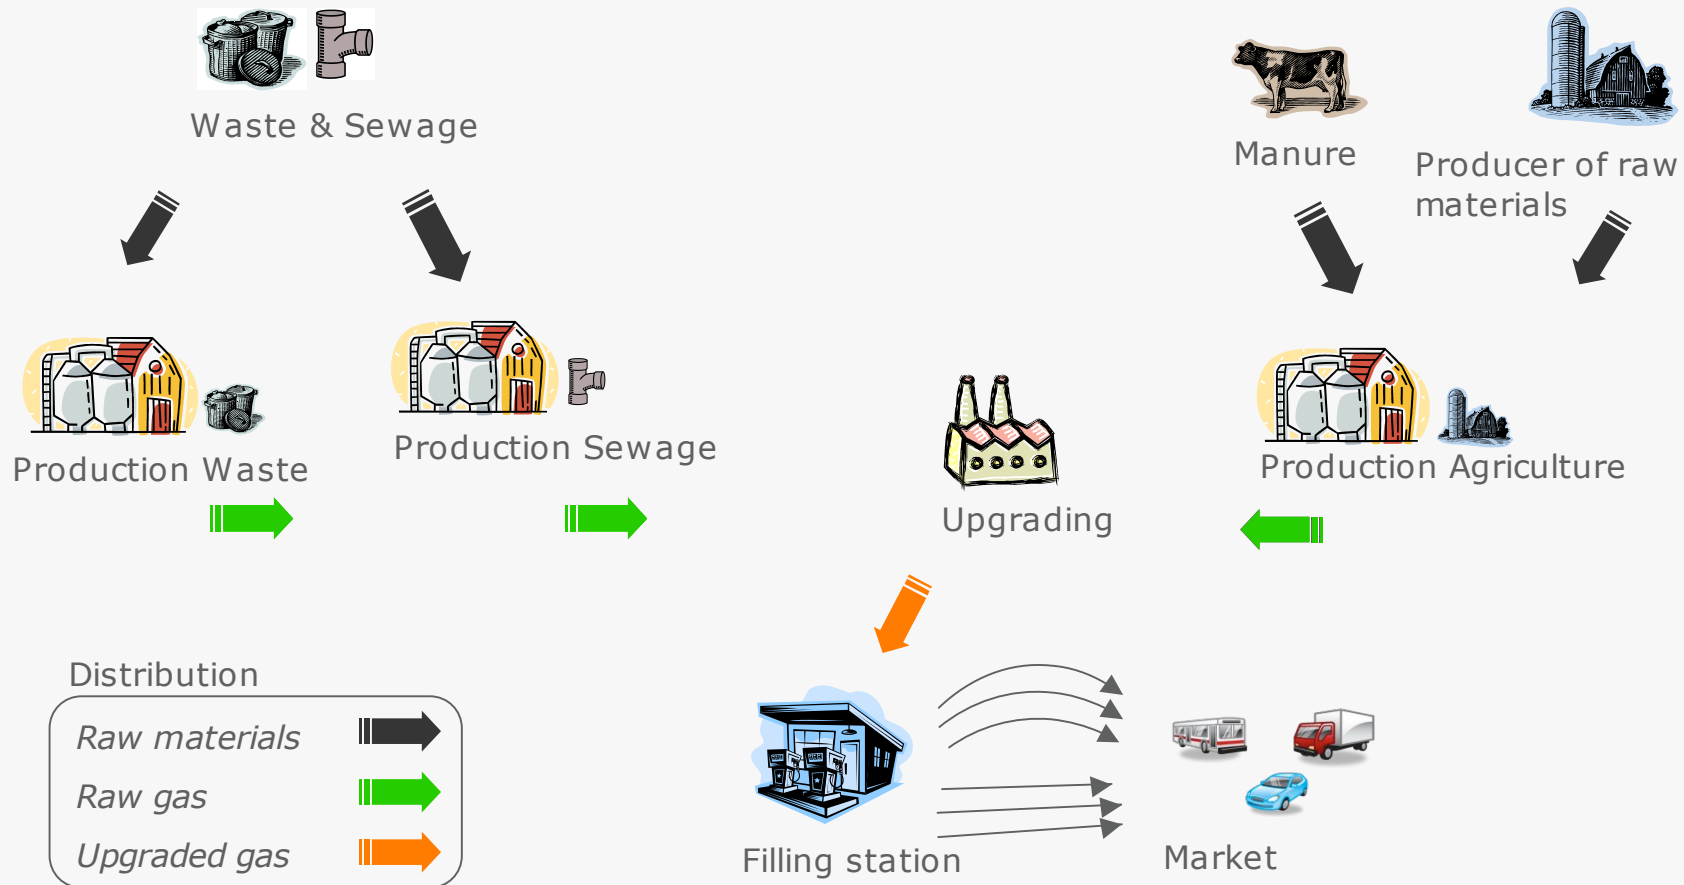 Waste & Sewage
Manure
Producer of raw
materials
Production Waste
Production Sewage
Production Agriculture
Upgrading
Distribution
Raw materials
Raw gas
Upgraded gas
Filling station
Market